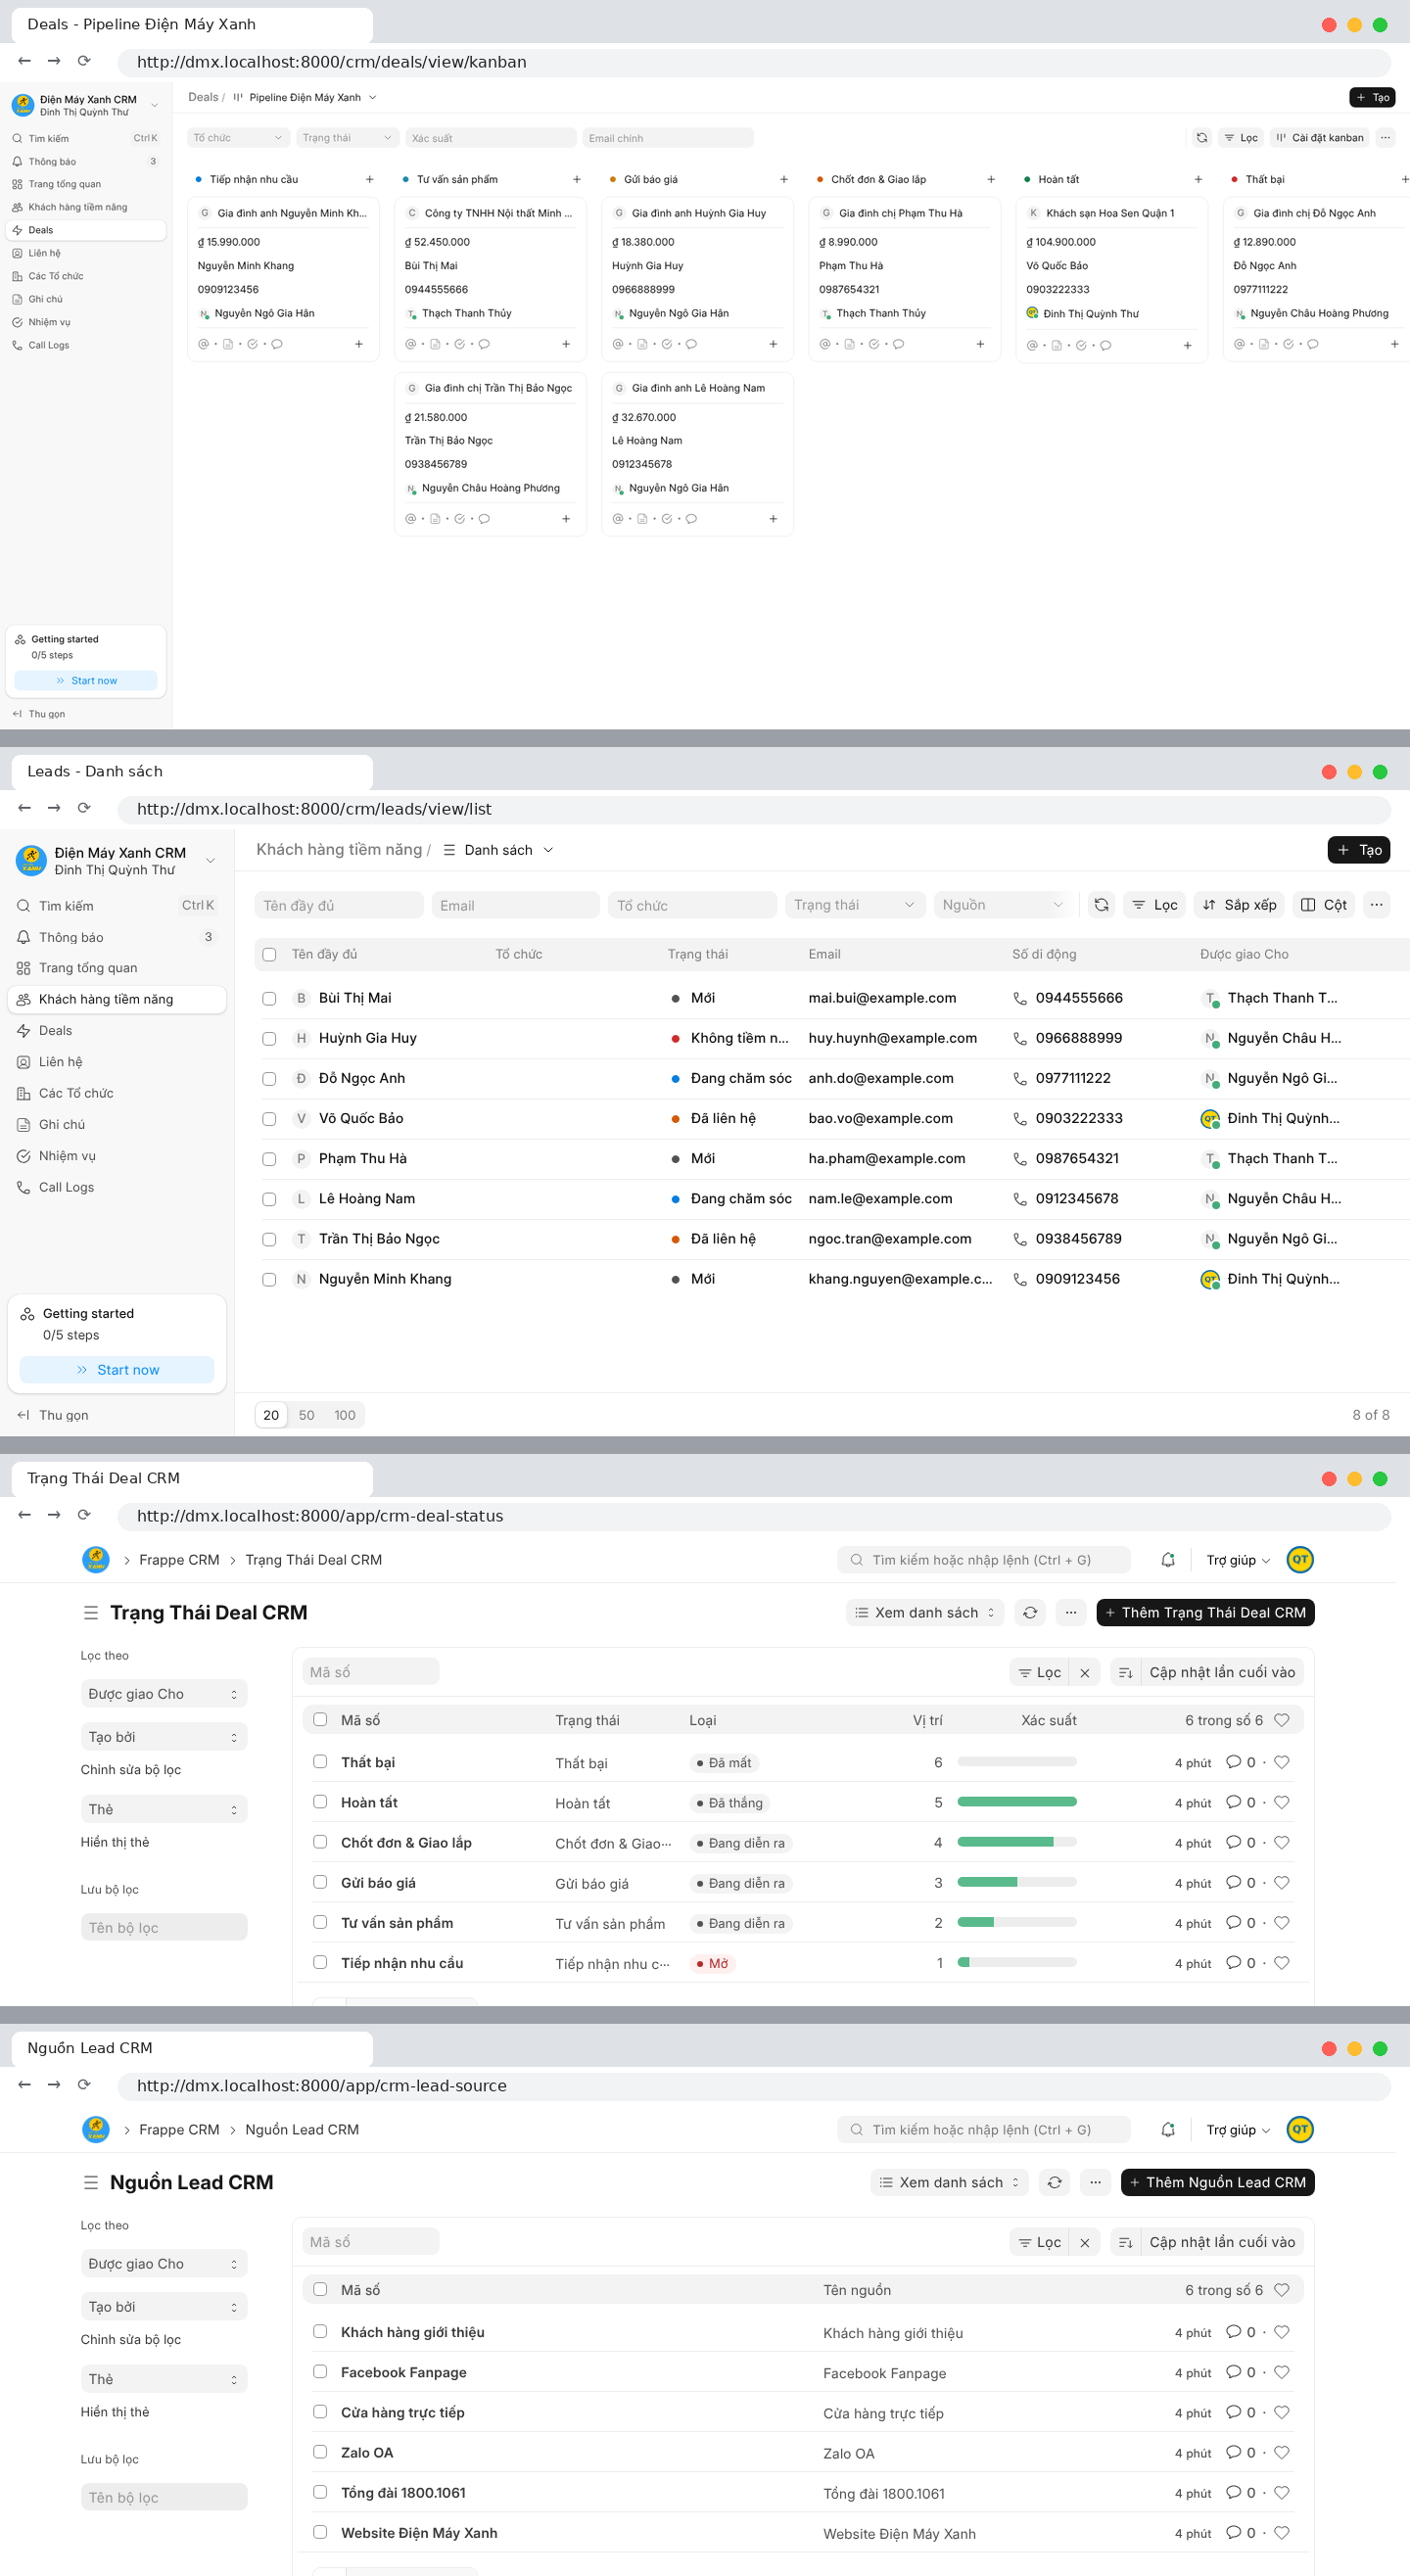 Deals - Pipeline Điện Máy Xanh
http://dmx.localhost:8000/crm/deals/view/kanban
Điện Máy Xanh CRM
Đinh Thị Quỳnh Thư
Tìm kiếm Ctrl K
Thông báo 3
Trang tổng quan
Khách hàng tiềm năng
Deals
Liên hệ
Các Tổ chức
Ghi chú
Nhiệm vụ
Call Logs
Getting started
0/5 steps
Start now
Thu gọn
Deals / Pipeline Điện Máy Xanh
Tạo
Tổ chức Trạng thái Xác suất Email chính
Lọc Cài đặt kanban
Tiếp nhận nhu cầu
G Gia đình anh Nguyễn Minh Kh...
₫ 15.990.000
Nguyễn Minh Khang
0909123456
N Nguyễn Ngô Gia Hân
Tư vấn sản phẩm
C Công ty TNHH Nội thất Minh ...
₫ 52.450.000
Bùi Thị Mai
0944555666
T Thạch Thanh Thủy
G Gia đình chị Trần Thị Bảo Ngọc
₫ 21.580.000
Trần Thị Bảo Ngọc
0938456789
N Nguyễn Châu Hoàng Phương
Gửi báo giá
G Gia đình anh Huỳnh Gia Huy
₫ 18.380.000
Huỳnh Gia Huy
0966888999
N Nguyễn Ngô Gia Hân
G Gia đình anh Lê Hoàng Nam
₫ 32.670.000
Lê Hoàng Nam
0912345678
N Nguyễn Ngô Gia Hân
Chốt đơn & Giao lắp
G Gia đình chị Phạm Thu Hà
₫ 8.990.000
Phạm Thu Hà
0987654321
T Thạch Thanh Thủy
Hoàn tất
K Khách sạn Hoa Sen Quận 1
₫ 104.900.000
Võ Quốc Bảo
0903222333
QT Đinh Thị Quỳnh Thư
Thất bại
G Gia đình chị Đỗ Ngọc Anh
₫ 12.890.000
Đỗ Ngọc Anh
0977111222
N Nguyễn Châu Hoàng Phương
Leads - Danh sách
http://dmx.localhost:8000/crm/leads/view/list
Điện Máy Xanh CRM
Đinh Thị Quỳnh Thư
Tìm kiếm Ctrl K
Thông báo 3
Trang tổng quan
Khách hàng tiềm năng
Deals
Liên hệ
Các Tổ chức
Ghi chú
Nhiệm vụ
Call Logs
Getting started
0/5 steps
Start now
Thu gọn
Khách hàng tiềm năng / Danh sách
Tạo
Tên đầy đủ Email Tổ chức Trạng thái Nguồn
Lọc Sắp xếp Cột
Tên đầy đủ Tổ chức Trạng thái Email Số di động Được giao Cho
B Bùi Thị Mai Mới mai.bui@example.com 0944555666 T Thạch Thanh T...
H Huỳnh Gia Huy Không tiềm n... huy.huynh@example.com 0966888999 N Nguyễn Châu H...
Đ Đỗ Ngọc Anh Đang chăm sóc anh.do@example.com 0977111222 N Nguyễn Ngô Gi...
V Võ Quốc Bảo Đã liên hệ bao.vo@example.com 0903222333 QT Đinh Thị Quỳnh...
P Phạm Thu Hà Mới ha.pham@example.com 0987654321 T Thạch Thanh T...
L Lê Hoàng Nam Đang chăm sóc nam.le@example.com 0912345678 N Nguyễn Châu H...
T Trần Thị Bảo Ngọc Đã liên hệ ngoc.tran@example.com 0938456789 N Nguyễn Ngô Gi...
N Nguyễn Minh Khang Mới khang.nguyen@example.c... 0909123456 QT Đinh Thị Quỳnh...
20 50 100
8 of 8
Trạng Thái Deal CRM
http://dmx.localhost:8000/app/crm-deal-status
Frappe CRM Trạng Thái Deal CRM
Tìm kiếm hoặc nhập lệnh (Ctrl + G)
Trợ giúp QT
Trạng Thái Deal CRM
Xem danh sách
Thêm Trạng Thái Deal CRM
Lọc theo
Được giao Cho
Tạo bởi
Chỉnh sửa bộ lọc
Thẻ
Hiển thị thẻ
Lưu bộ lọc
Tên bộ lọc
Mã số
Lọc Cập nhật lần cuối vào
Mã số Trạng thái Loại Vị trí Xác suất 6 trong số 6
Thất bại Thất bại Đã mất 6 4 phút 0
Hoàn tất Hoàn tất Đã thắng 5 4 phút 0
Chốt đơn & Giao lắp Chốt đơn & Giao... Đang diễn ra 4 4 phút 0
Gửi báo giá Gửi báo giá Đang diễn ra 3 4 phút 0
Tư vấn sản phẩm Tư vấn sản phẩm Đang diễn ra 2 4 phút 0
Tiếp nhận nhu cầu Tiếp nhận nhu c... Mở 1 4 phút 0
Nguồn Lead CRM
http://dmx.localhost:8000/app/crm-lead-source
Frappe CRM Nguồn Lead CRM
Tìm kiếm hoặc nhập lệnh (Ctrl + G)
Trợ giúp QT
Nguồn Lead CRM
Xem danh sách
Thêm Nguồn Lead CRM
Lọc theo
Được giao Cho
Tạo bởi
Chỉnh sửa bộ lọc
Thẻ
Hiển thị thẻ
Lưu bộ lọc
Tên bộ lọc
Mã số
Lọc Cập nhật lần cuối vào
Mã số Tên nguồn 6 trong số 6
Khách hàng giới thiệu Khách hàng giới thiệu 4 phút 0
Facebook Fanpage Facebook Fanpage 4 phút 0
Cửa hàng trực tiếp Cửa hàng trực tiếp 4 phút 0
Zalo OA Zalo OA 4 phút 0
Tổng đài 1800.1061 Tổng đài 1800.1061 4 phút 0
Website Điện Máy Xanh Website Điện Máy Xanh 4 phút 0